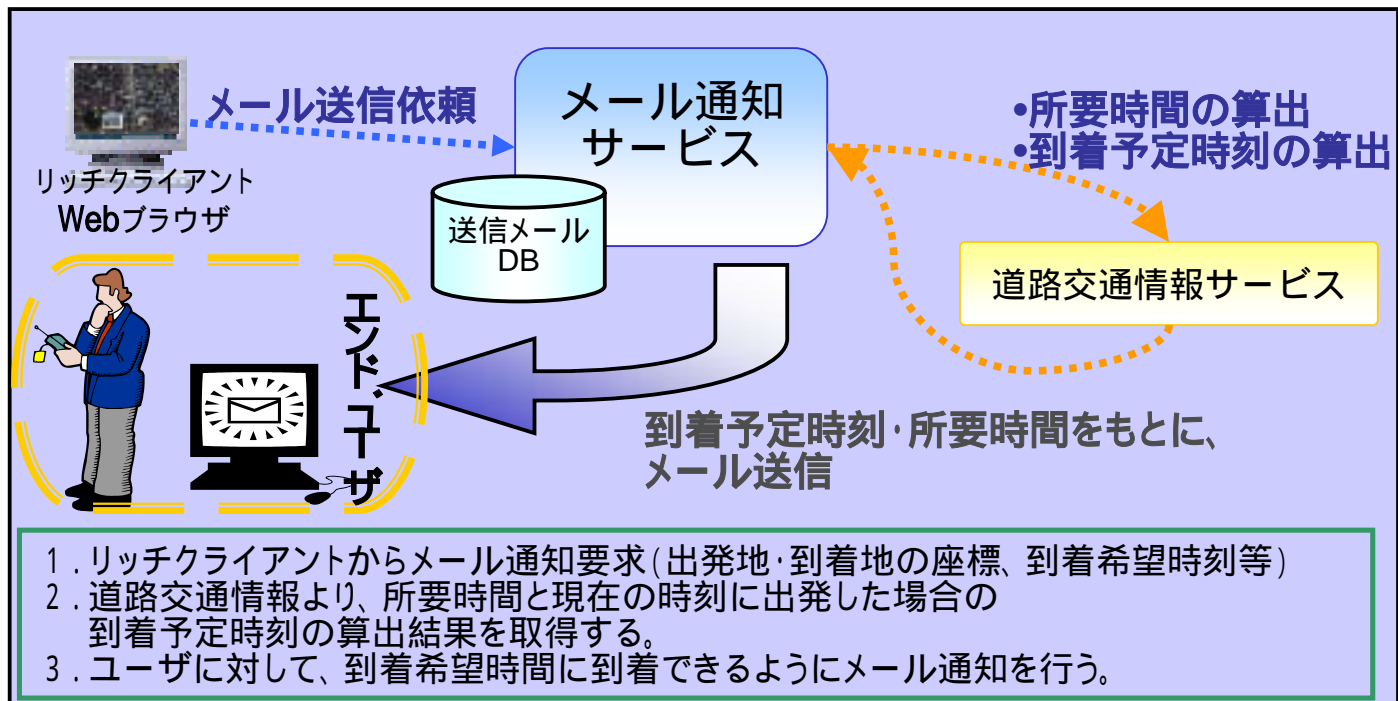 メール送信依頼
リッチクライアント
Webブラウザ
メール通知
サービス
送信メール
DB
•所要時間の算出
•到着予定時刻の算出
道路交通情報サービス
エンド・ユーザ
到着予定時刻・所要時間をもとに、
メール送信
1．リッチクライアントからメール通知要求(出発地・到着地の座標、到着希望時刻等)
2．道路交通情報より、所要時間と現在の時刻に出発した場合の
到着予定時刻の算出結果を取得する。
3．ユーザに対して、到着希望時間に到着できるようにメール通知を行う。